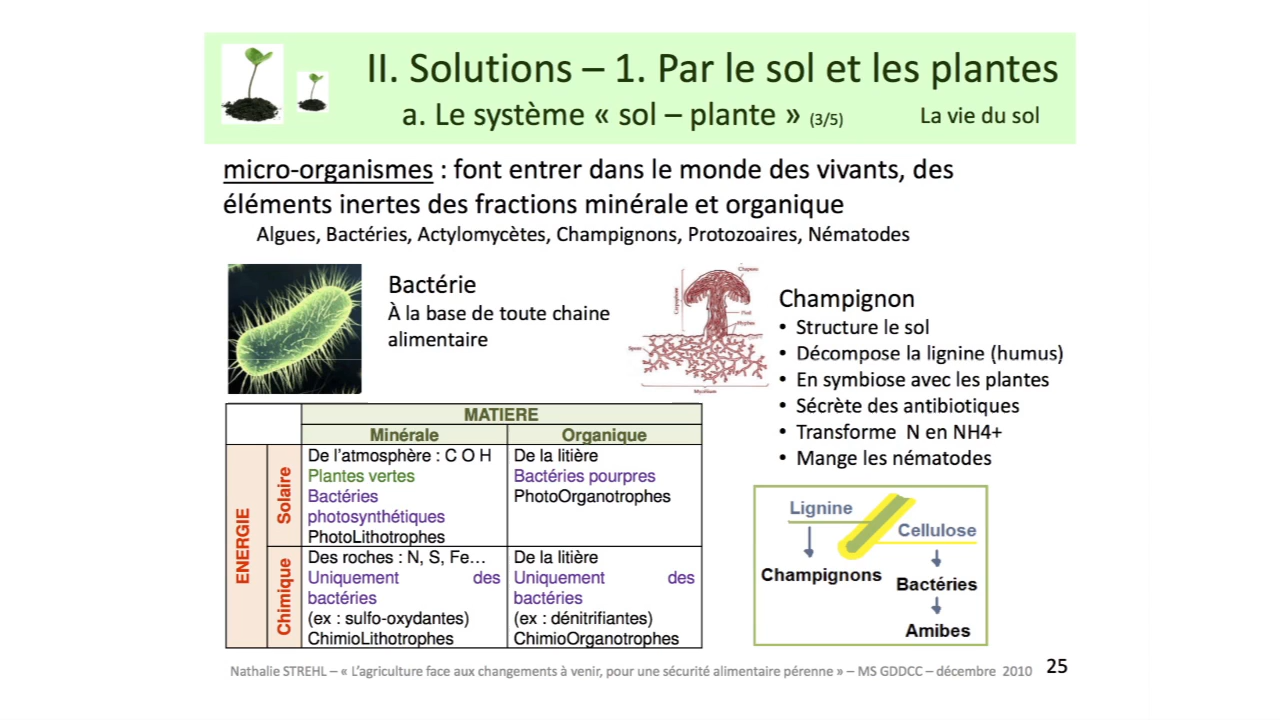 II. Solutions – 1. Par le sol et les plantes
a. Le système « sol – plante » (3/5)
La vie du sol
micro-organismes : font entrer dans le monde des vivants, des
éléments inertes des fractions minérale et organique
Algues, Bactéries, Actylomycètes, Champignons, Protozoaires, Nématodes
Bactérie
À la base de toute chaine
alimentaire
Chapeau
Carpophore
Pied
Hyphes
Spore
Mycélium
Champignon
• Structure le sol
• Décompose la lignine (humus)
• En symbiose avec les plantes
• Sécrète des antibiotiques
• Transforme N en NH4+
• Mange les nématodes
MATIERE
Minérale
Organique
ENERGIE
Solaire
De l’atmosphère : C O H
Plantes vertes
Bactéries
photosynthétiques
PhotoLithotrophes
De la litière
Bactéries pourpres
PhotoOrganotrophes
Chimique
Des roches : N, S, Fe…
Uniquement des
bactéries
(ex : sulfo-oxydantes)
ChimioLithotrophes
De la litière
Uniquement des
bactéries
(ex : dénitrifiantes)
ChimioOrganotrophes
Lignine
Cellulose
Champignons
Bactéries
Amibes
Nathalie STREHL – « L’agriculture face aux changements à venir, pour une sécurité alimentaire pérenne » – MS GDDCC – décembre 2010
25